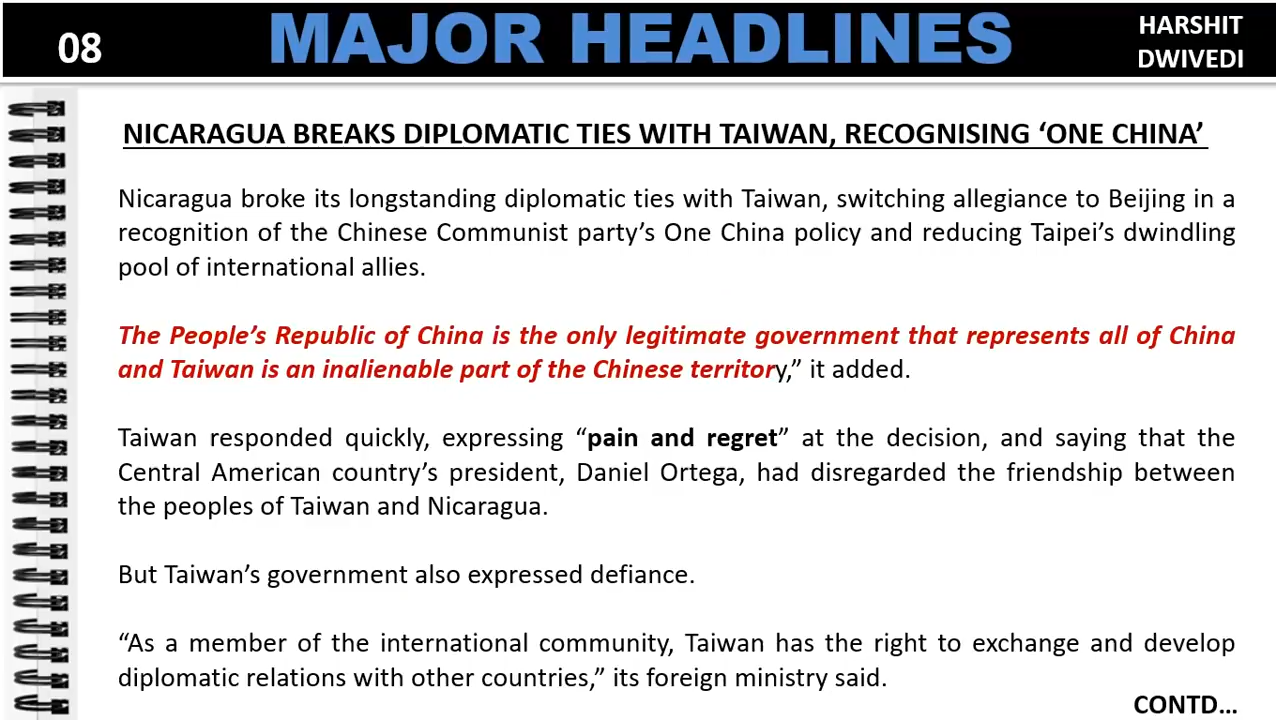 08
MAJOR HEADLINES
HARSHIT
DWIVEDI
NICARAGUA BREAKS DIPLOMATIC TIES WITH TAIWAN, RECOGNISING ‘ONE CHINA’
Nicaragua broke its longstanding diplomatic ties with Taiwan, switching allegiance to Beijing in a
recognition of the Chinese Communist party’s One China policy and reducing Taipei’s dwindling
pool of international allies.
The People’s Republic of China is the only legitimate government that represents all of China
and Taiwan is an inalienable part of the Chinese territory,” it added.
Taiwan responded quickly, expressing “pain and regret” at the decision, and saying that the
Central American country’s president, Daniel Ortega, had disregarded the friendship between
the peoples of Taiwan and Nicaragua.
But Taiwan’s government also expressed defiance.
“As a member of the international community, Taiwan has the right to exchange and develop
diplomatic relations with other countries,” its foreign ministry said.
CONTD…